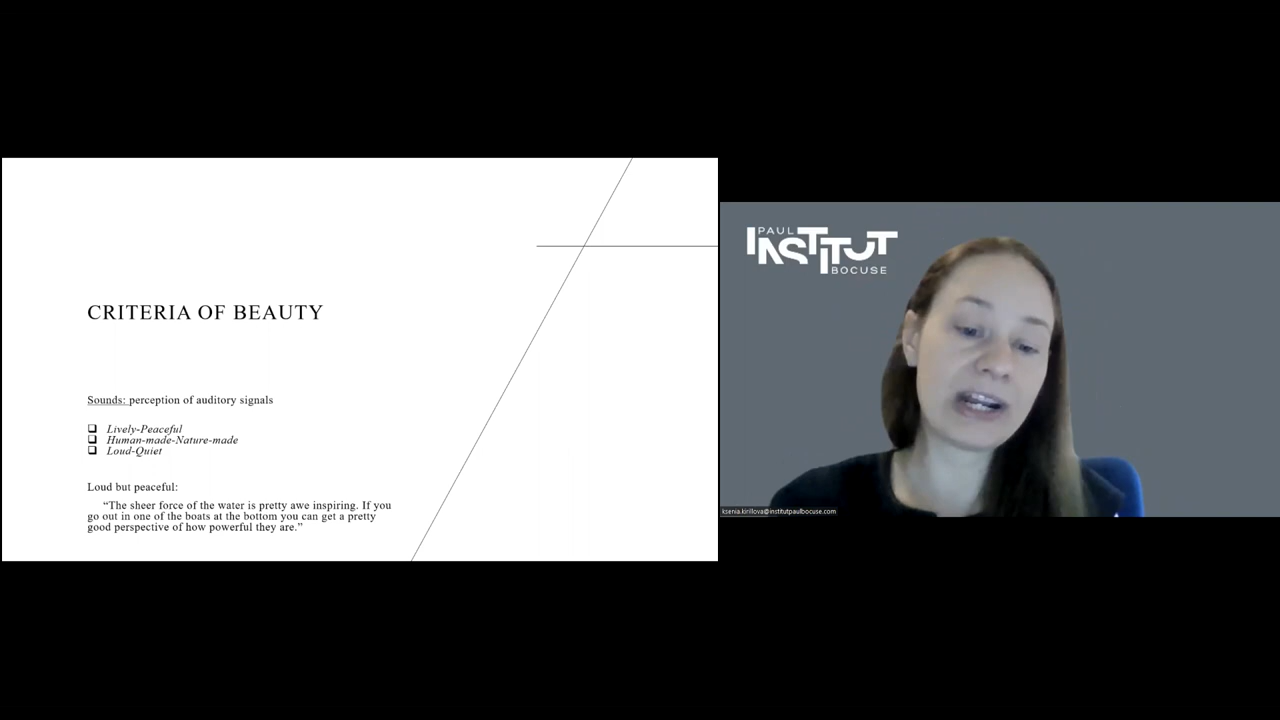 CRITERIA OF BEAUTY
Sounds: perception of auditory signals
Lively-Peaceful
Human-made-Nature-made
Loud-Quiet
Loud but peaceful:
“The sheer force of the water is pretty awe inspiring. If you
go out in one of the boats at the bottom you can get a pretty
good perspective of how powerful they are.”
PAUL
INSTITUT
BOCUSE
ksenia.kirillova@institutpaulbocuse.com